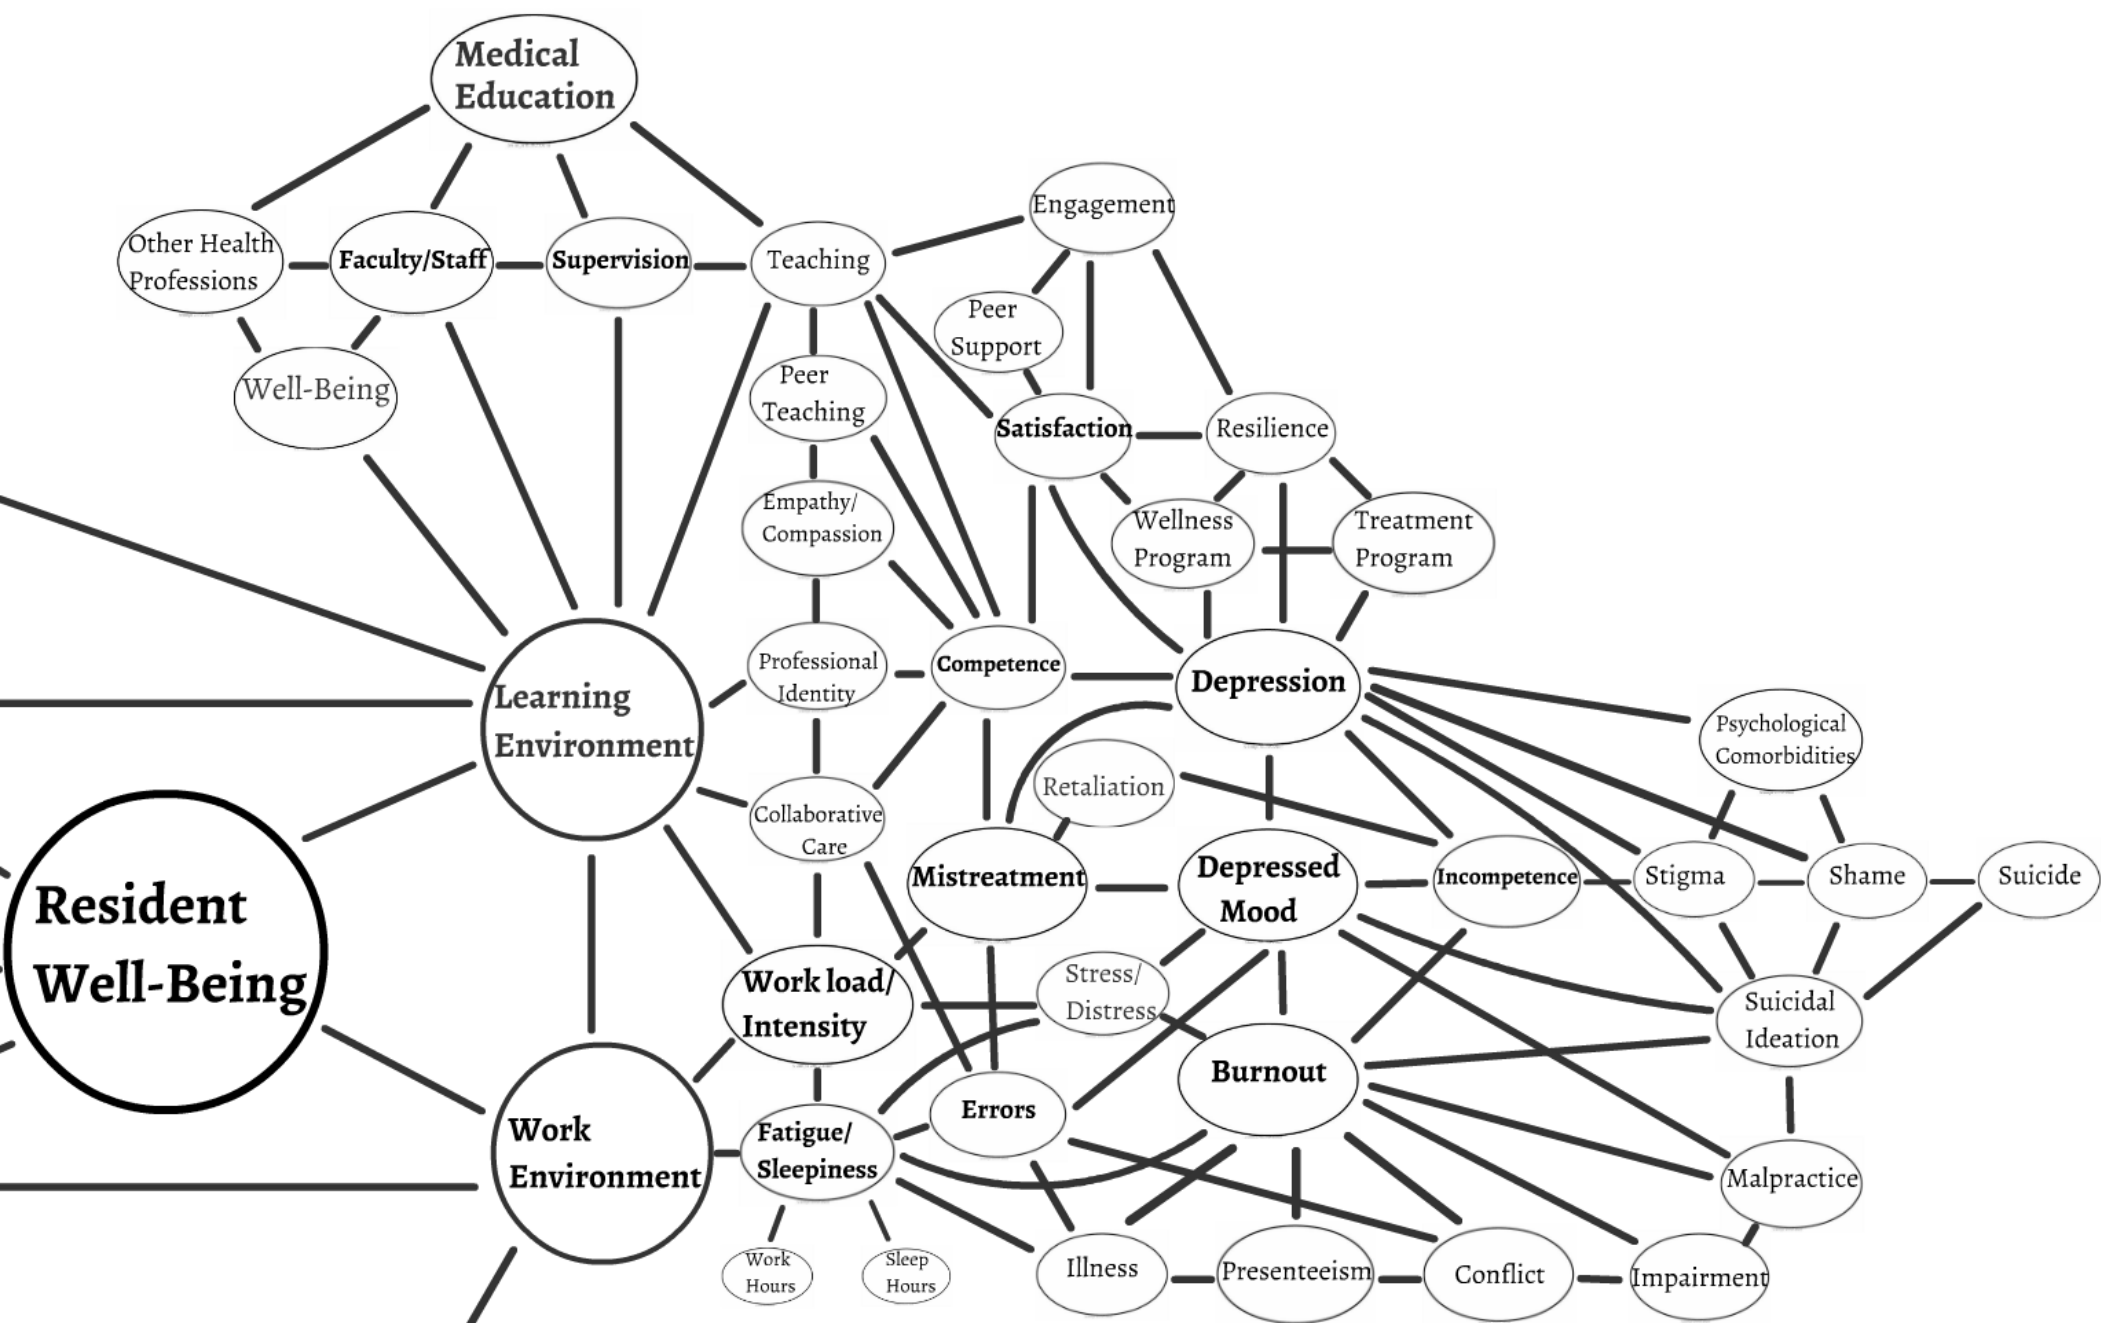 Medical
Education
Engagement
Other Health
Professions
Faculty/Staff
Supervision
Teaching
Peer
Support
Well-Being
Peer
Teaching
Satisfaction
Resilience
Empathy/
Compassion
Wellness
Program
Treatment
Program
Learning
Environment
Professional
Identity
Competence
Depression
Psychological
Comorbidities
Retaliation
Collaborative
Care
Mistreatment
Depressed
Mood
Incompetence
Stigma
Shame
Suicide
Resident
Well-Being
Work load/
Intensity
Stress/
Distress
Suicidal
Ideation
Burnout
Errors
Work
Environment
Fatigue/
Sleepiness
Malpractice
Work
Hours
Sleep
Hours
Illness
Presenteeism
Conflict
Impairment